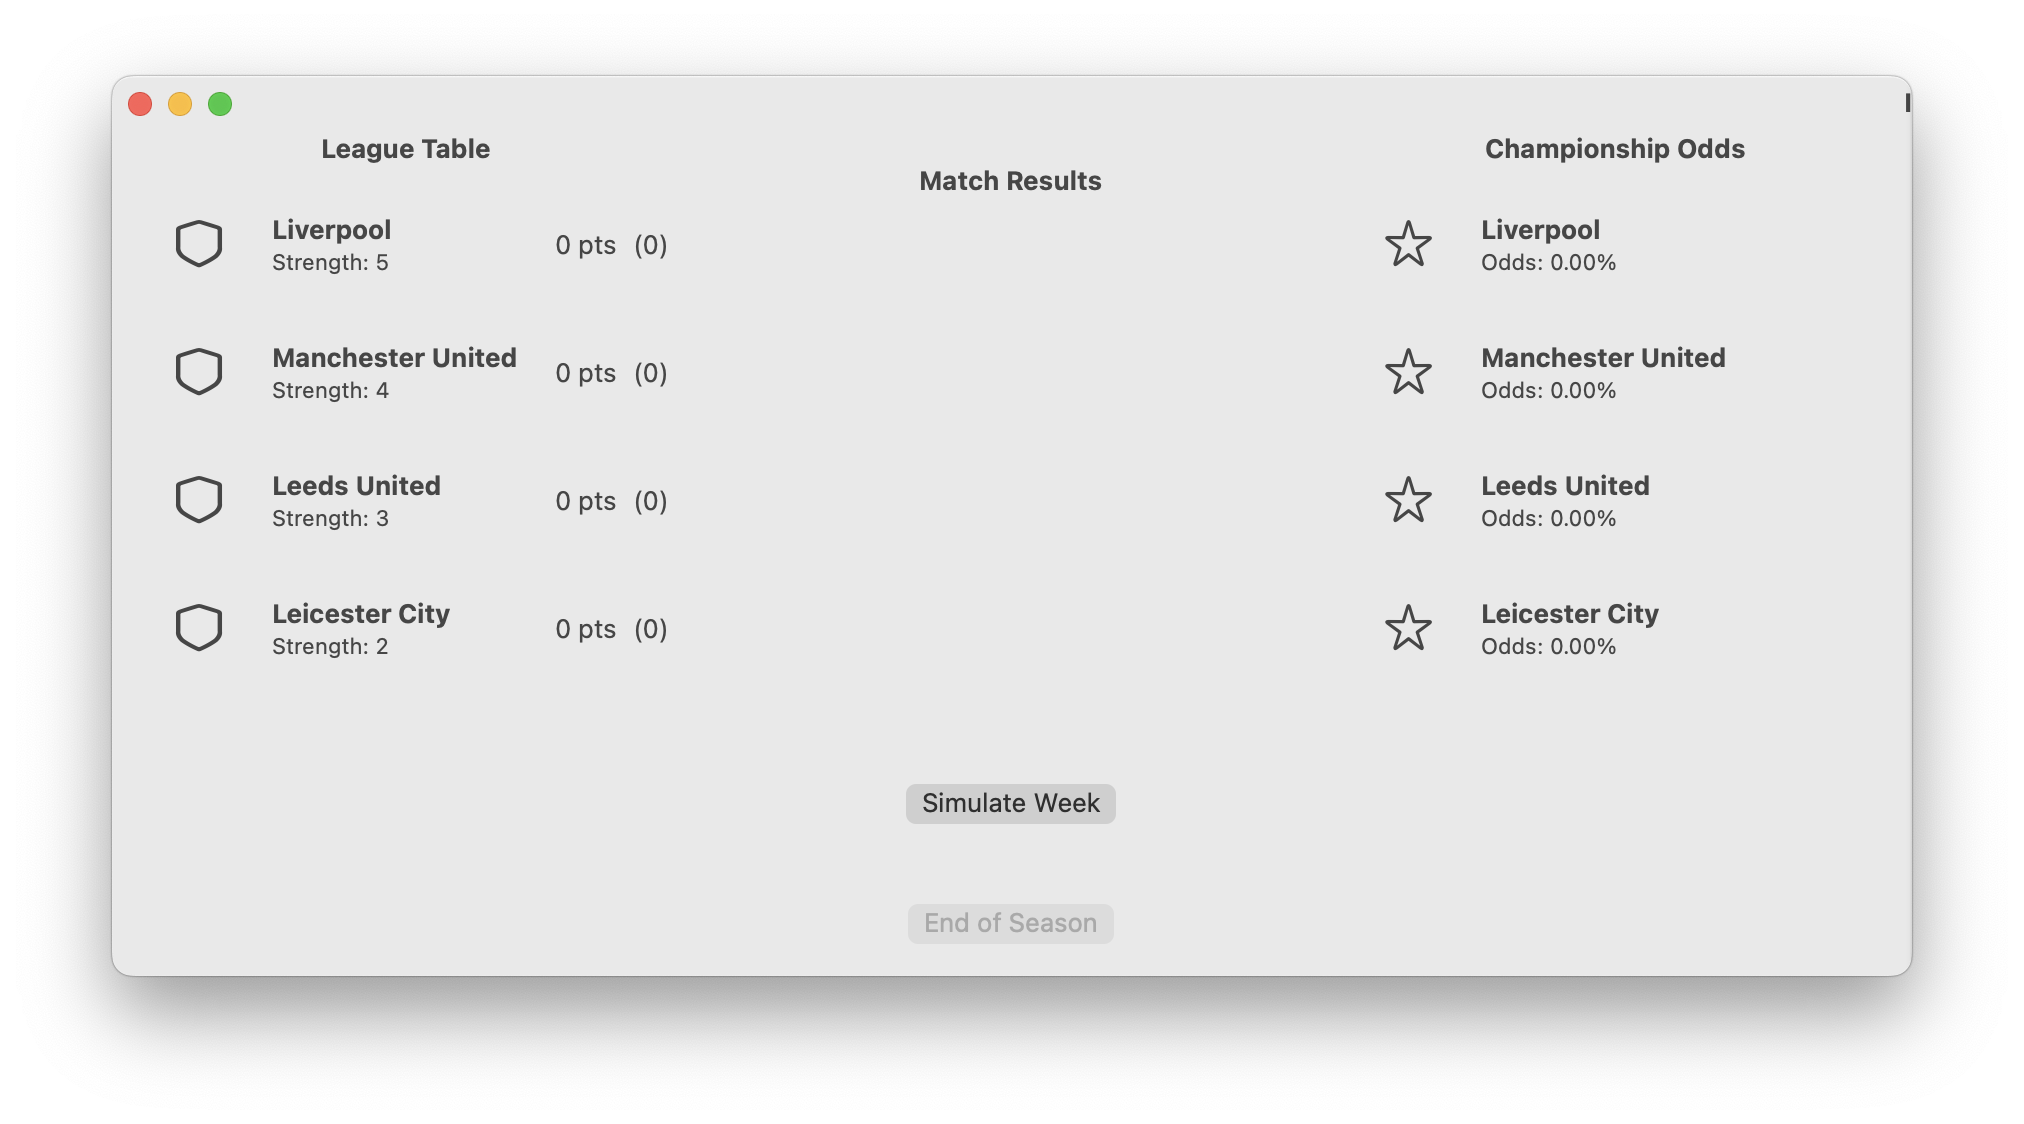 League Table
Liverpool
Strength: 5
0 pts (0)
Manchester United
Strength: 4
0 pts (0)
Leeds United
Strength: 3
0 pts (0)
Leicester City
Strength: 2
0 pts (0)
Match Results
Simulate Week
End of Season
Championship Odds
Liverpool
Odds: 0.00%
Manchester United
Odds: 0.00%
Leeds United
Odds: 0.00%
Leicester City
Odds: 0.00%